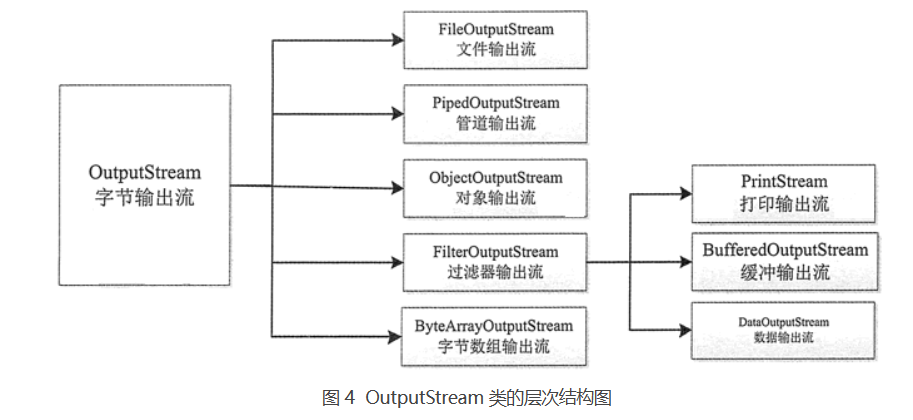 OutputStream
字节输出流
FileOutputStream
文件输出流
PipedOutputStream
管道输出流
ObjectOutputStream
对象输出流
FilterOutputStream
过滤器输出流
ByteArrayOutputStream
字节数组输出流
PrintStream
打印输出流
BufferedOutputStream
缓冲输出流
DataOutputStream
数据输出流
图 4 OutputStream 类的层次结构图